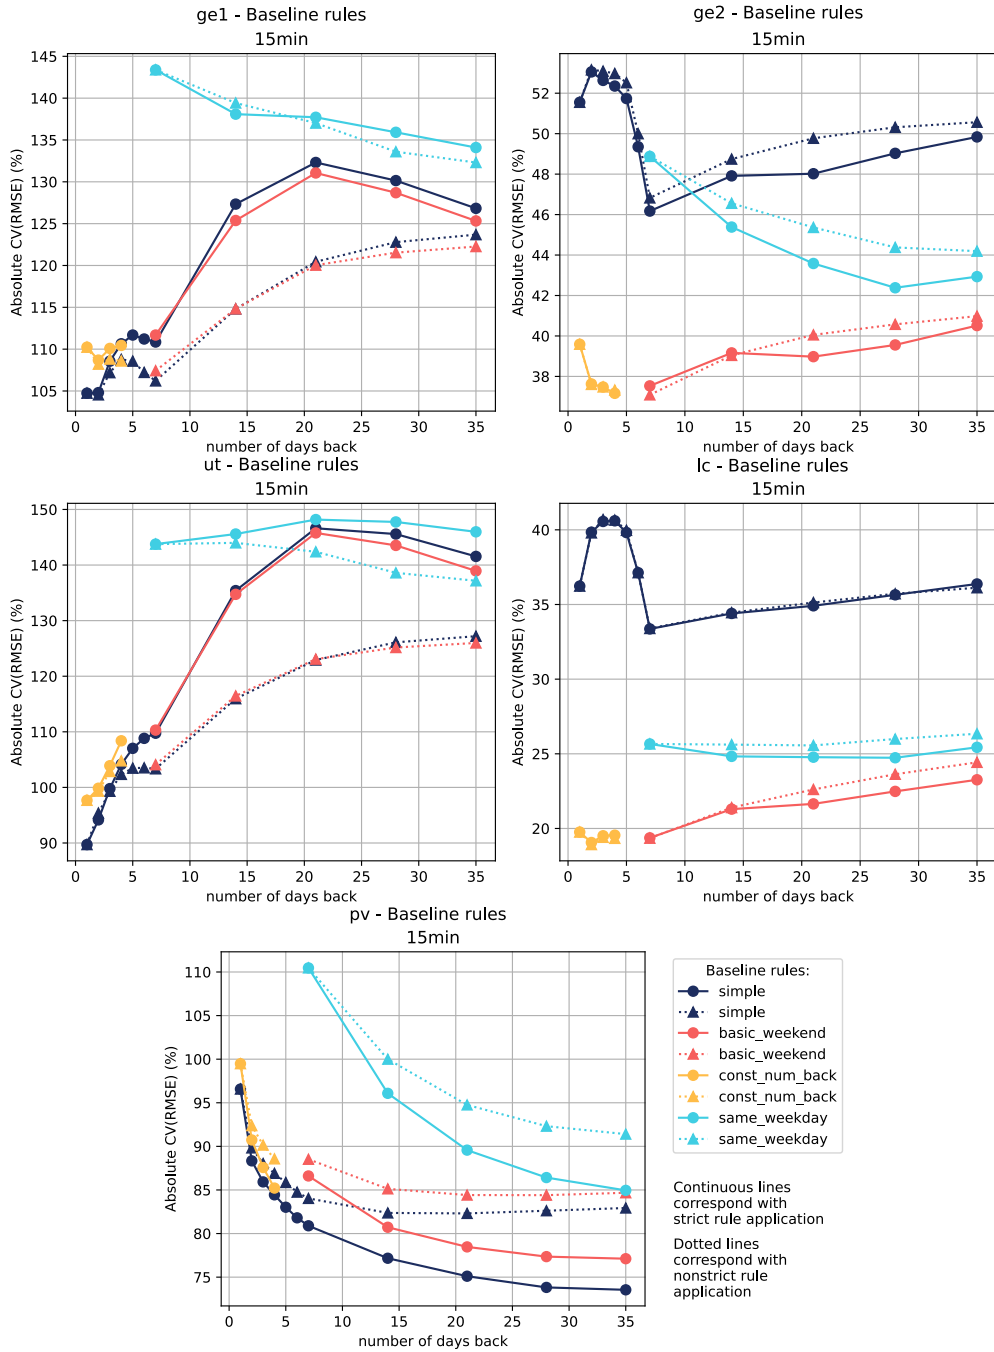 ge1 - Baseline rules
15min
145
140
135
130
125
120
115
110
105
Absolute CV(RMSE) (%)
0 5 10 15 20 25 30 35
number of days back
ge2 - Baseline rules
15min
52
50
48
46
44
42
40
38
Absolute CV(RMSE) (%)
0 5 10 15 20 25 30 35
number of days back
ut - Baseline rules
15min
150
140
130
120
110
100
90
Absolute CV(RMSE) (%)
0 5 10 15 20 25 30 35
number of days back
lc - Baseline rules
15min
40
35
30
25
20
Absolute CV(RMSE) (%)
0 5 10 15 20 25 30 35
number of days back
pv - Baseline rules
15min
110
105
100
95
90
85
80
75
Absolute CV(RMSE) (%)
0 5 10 15 20 25 30 35
number of days back
Baseline rules:
simple
simple
basic_weekend
basic_weekend
const_num_back
const_num_back
same_weekday
same_weekday
Continuous lines
correspond with
strict rule application
Dotted lines
correspond with
nonstrict rule
application